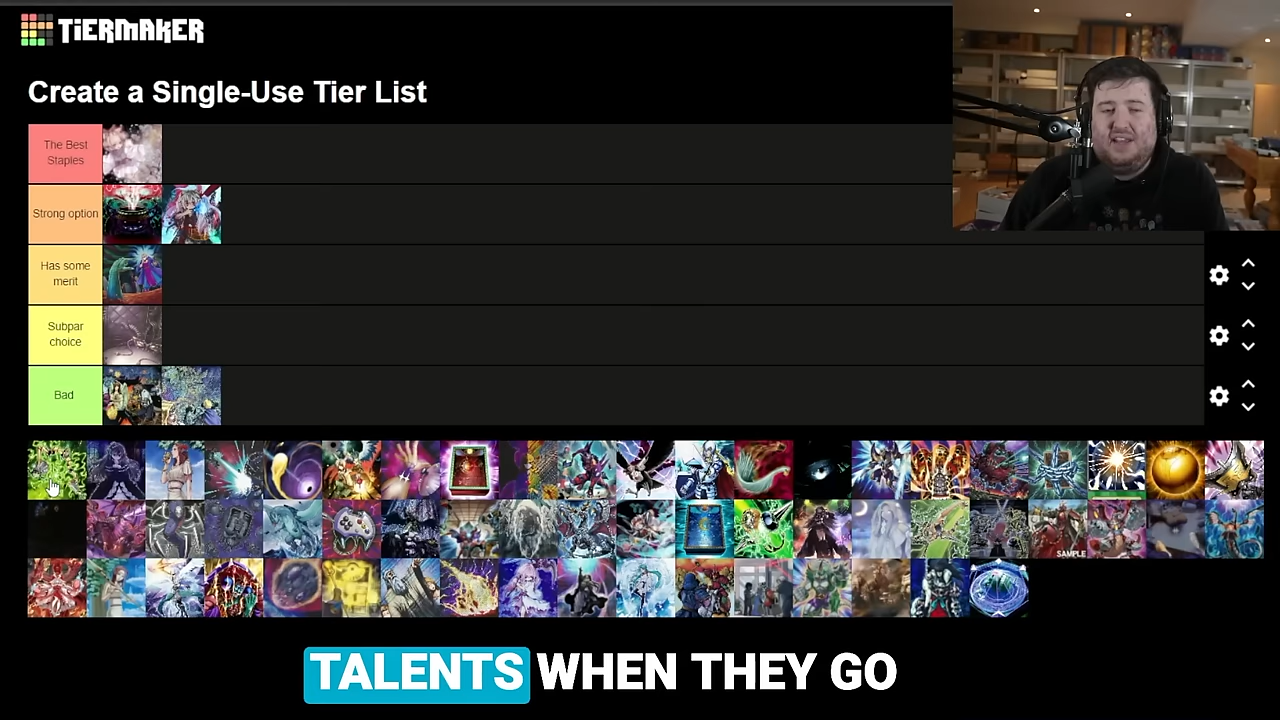 TiERMAKER
Create a Single-Use Tier List
The Best
Staples
Strong option
Has some
merit
Subpar
choice
Bad
SAMPLE
TALENTS WHEN THEY GO